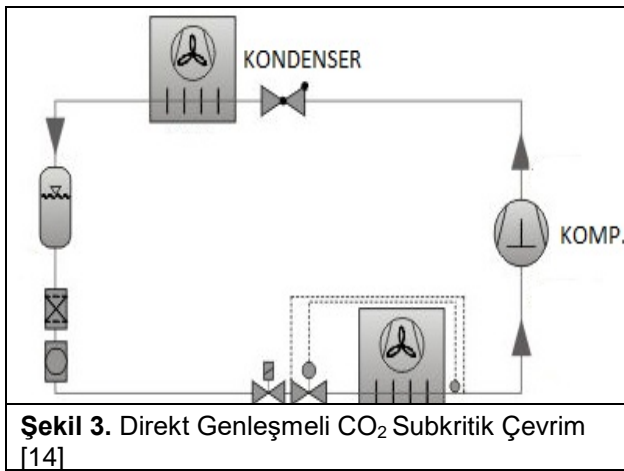 KONDENSER
KOMP.
Şekil 3. Direkt Genleşmeli CO₂ Subkritik Çevrim
[14]